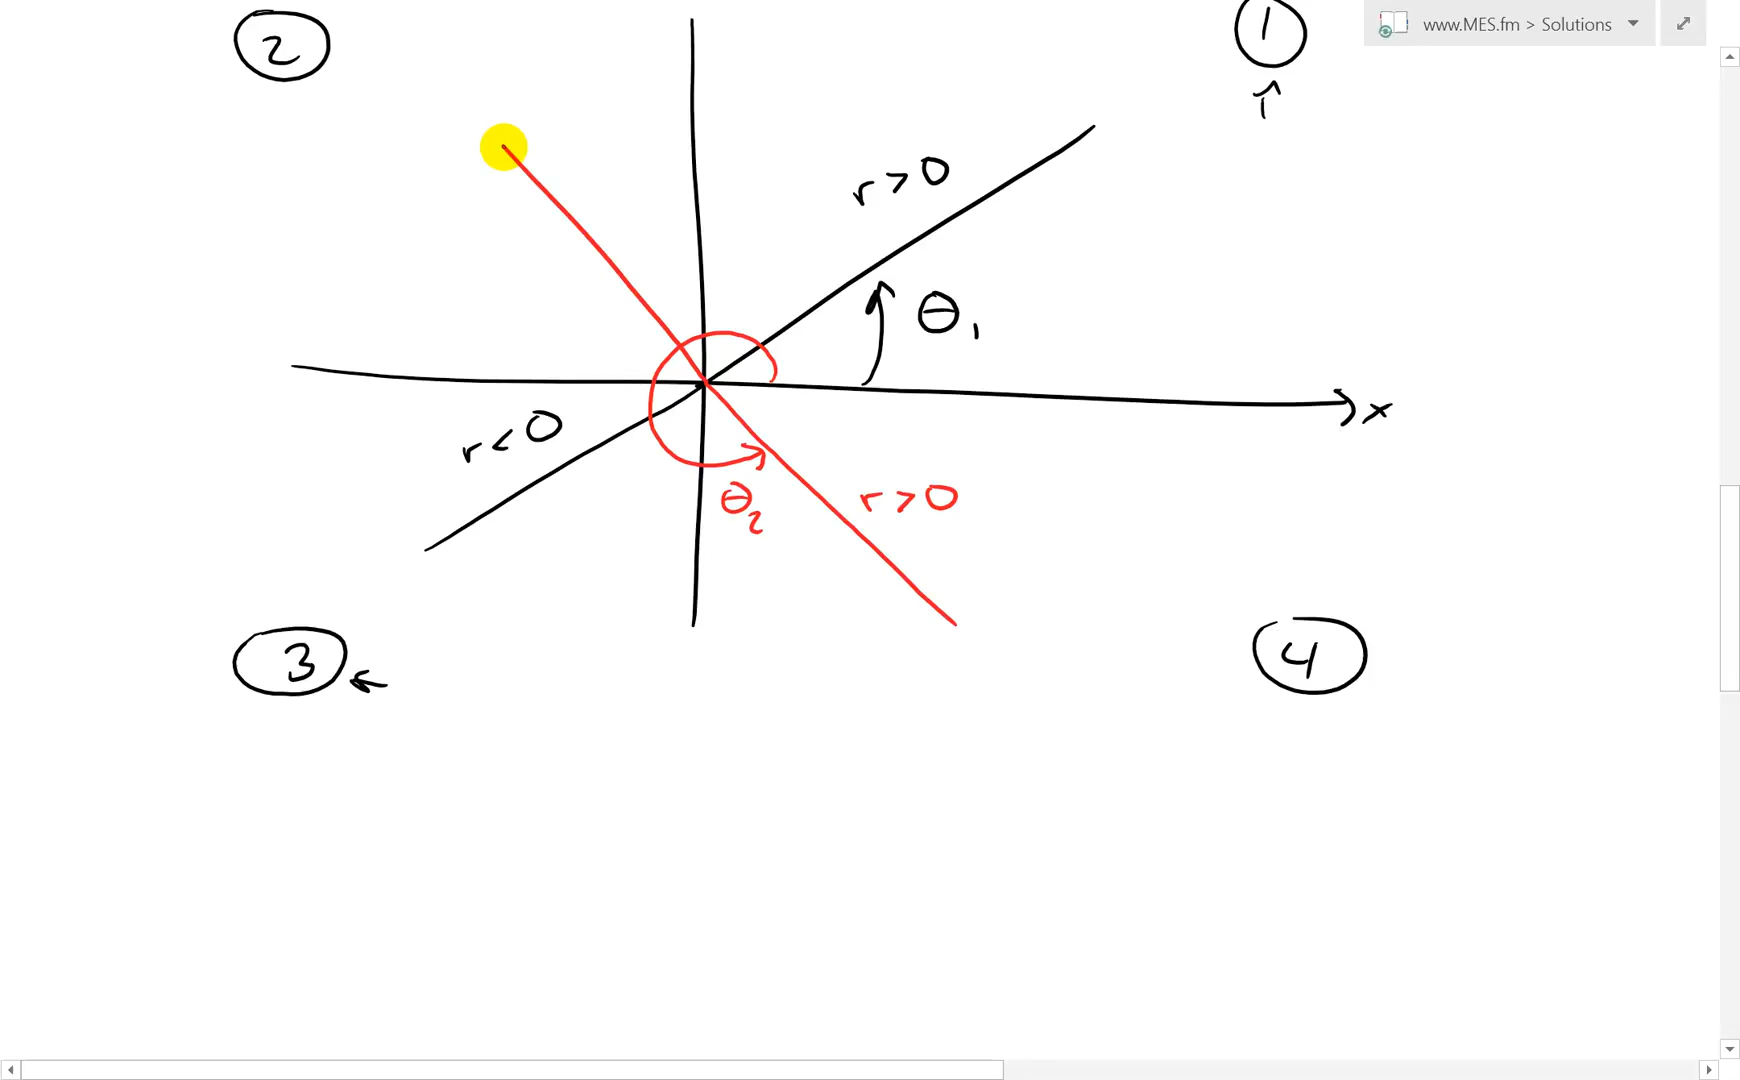 2
1
www.MES.fm > Solutions
r > 0
θ₁
x
r < 0
θ₂
r > 0
3
4